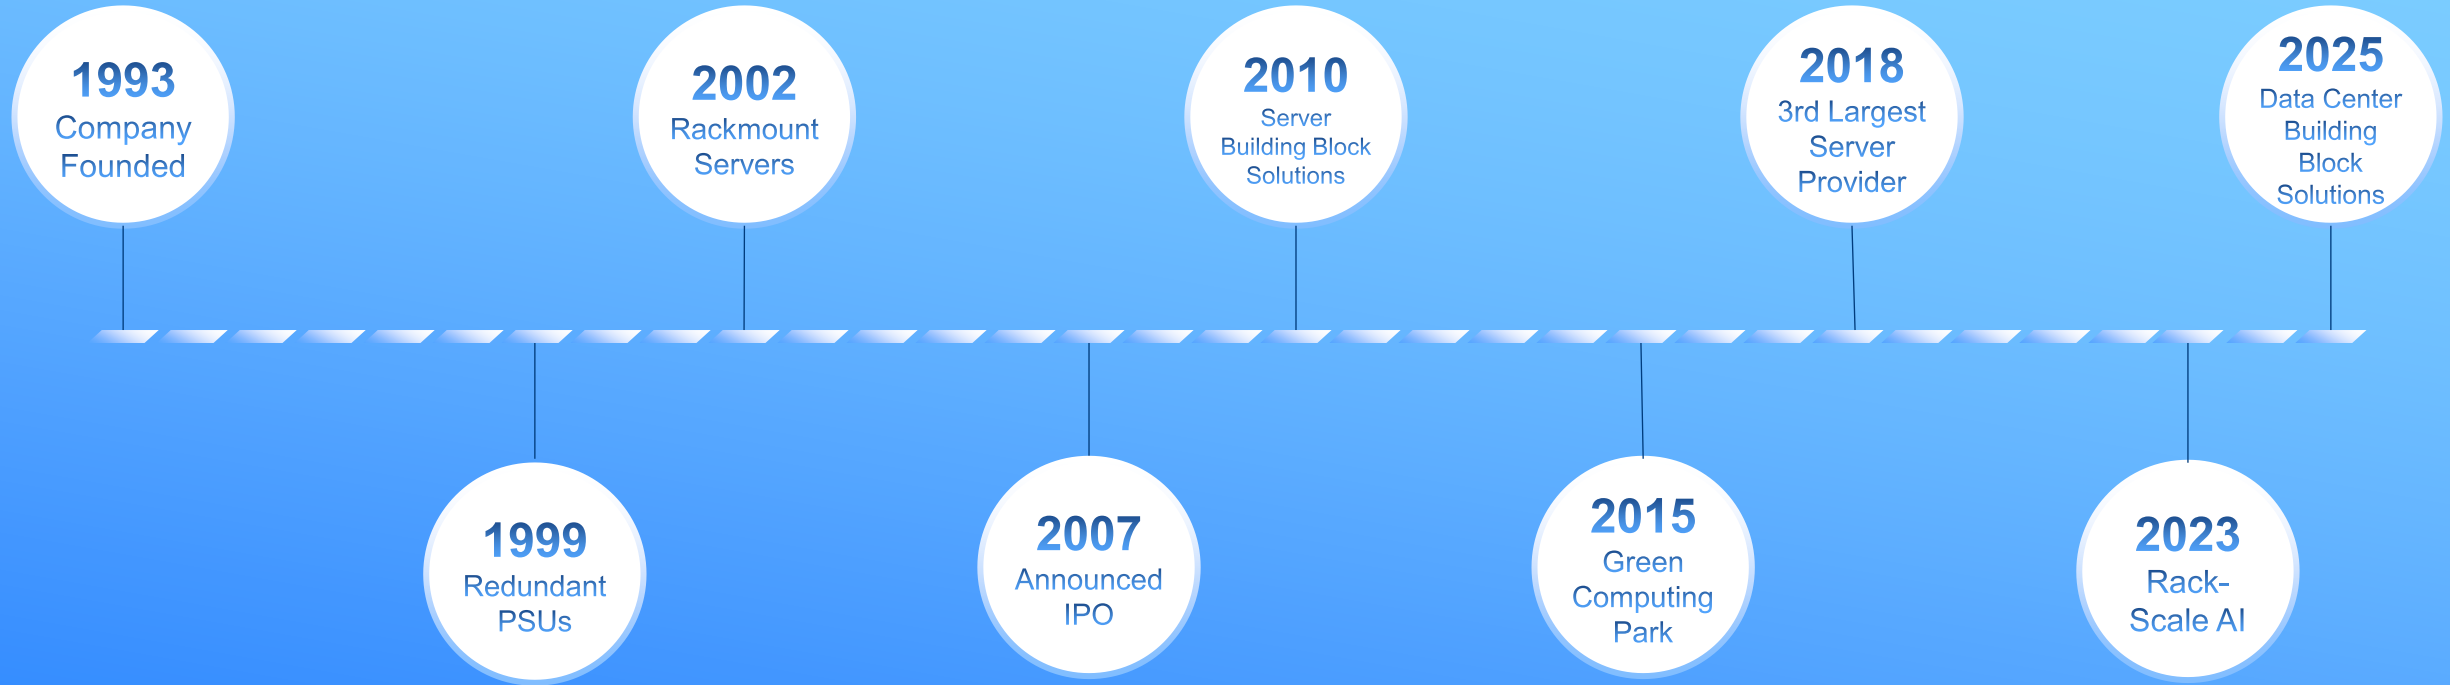 1993
Company
Founded
1999
Redundant
PSUs
2002
Rackmount
Servers
2007
Announced
IPO
2010
Server
Building Block
Solutions
2015
Green
Computing
Park
2018
3rd Largest
Server
Provider
2023
Rack-
Scale AI
2025
Data Center
Building
Block
Solutions